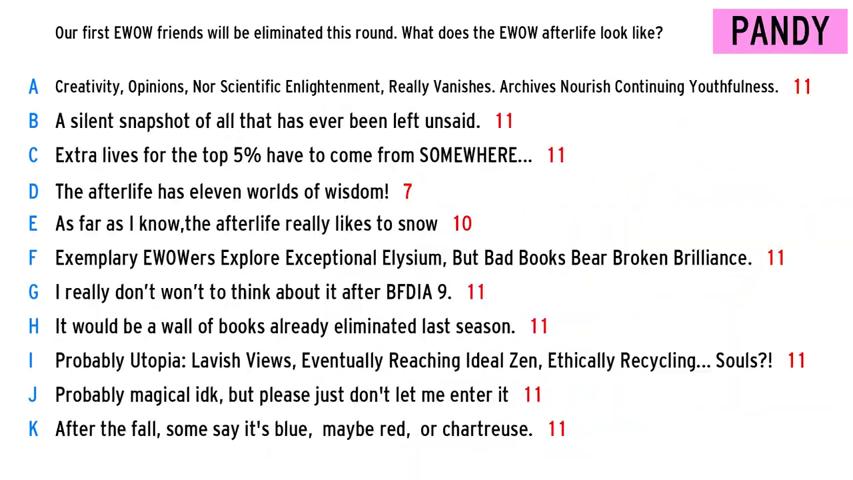 Our first EWOW friends will be eliminated this round. What does the EWOW afterlife look like?
PANDY
A Creativity, Opinions, Nor Scientific Enlightenment, Really Vanishes. Archives Nourish Continuing Youthfulness. 11
B A silent snapshot of all that has ever been left unsaid. 11
C Extra lives for the top 5% have to come from SOMEWHERE... 11
D The afterlife has eleven worlds of wisdom! 7
E As far as I know,the afterlife really likes to snow 10
F Exemplary EWOWers Explore Exceptional Elysium, But Bad Books Bear Broken Brilliance. 11
G I really don't won't to think about it after BFDIA 9. 11
H It would be a wall of books already eliminated last season. 11
I Probably Utopia: Lavish Views, Eventually Reaching Ideal Zen, Ethically Recycling... Souls?! 11
J Probably magical idk, but please just don't let me enter it 11
K After the fall, some say it's blue, maybe red, or chartreuse. 11